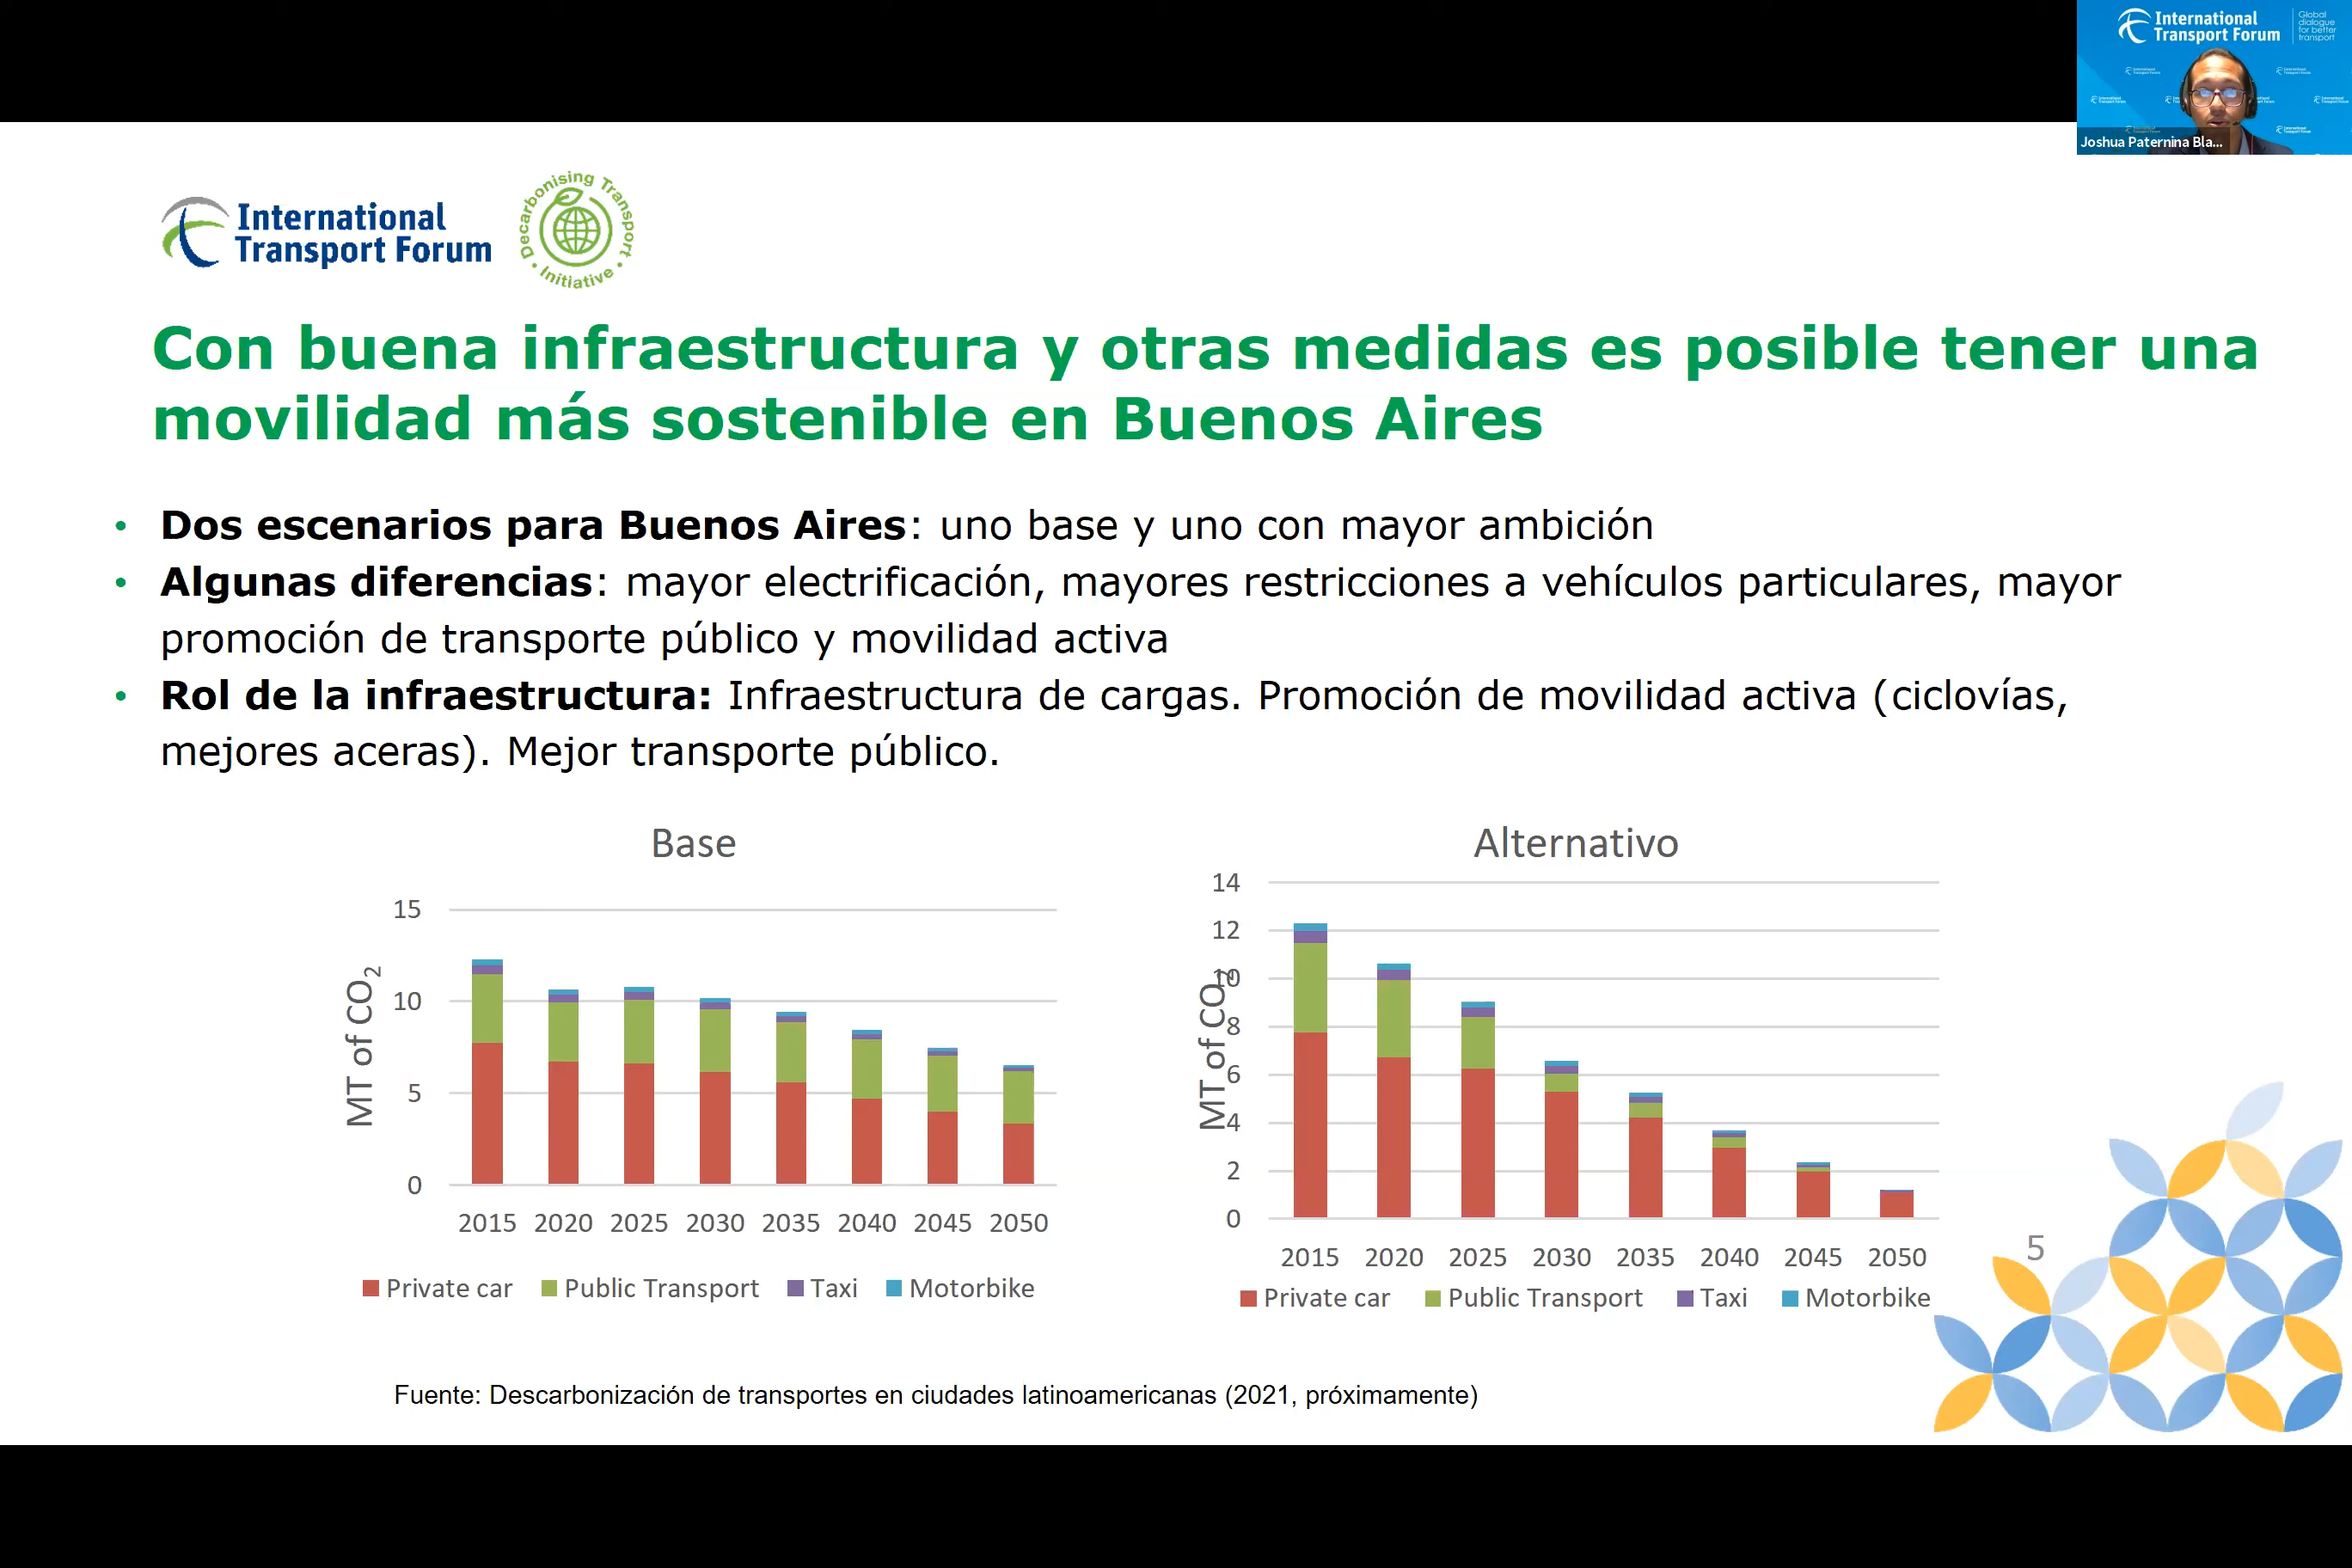 International
Transport Forum
Global
dialogue
for better
transport
Joshua Paternina Bla...
International
Transport Forum
Decarbonising Transport
• Initiative •
Con buena infraestructura y otras medidas es posible tener una
movilidad más sostenible en Buenos Aires
• Dos escenarios para Buenos Aires: uno base y uno con mayor ambición
• Algunas diferencias: mayor electrificación, mayores restricciones a vehículos particulares, mayor
promoción de transporte público y movilidad activa
• Rol de la infraestructura: Infraestructura de cargas. Promoción de movilidad activa (ciclovías,
mejores aceras). Mejor transporte público.
Base
MT of CO2
15
10
5
0
2015 2020 2025 2030 2035 2040 2045 2050
Private car Public Transport Taxi Motorbike
Alternativo
MT of CO2
14
12
10
8
6
4
2
0
2015 2020 2025 2030 2035 2040 2045 2050
Private car Public Transport Taxi Motorbike
5
Fuente: Descarbonización de transportes en ciudades latinoamericanas (2021, próximamente)